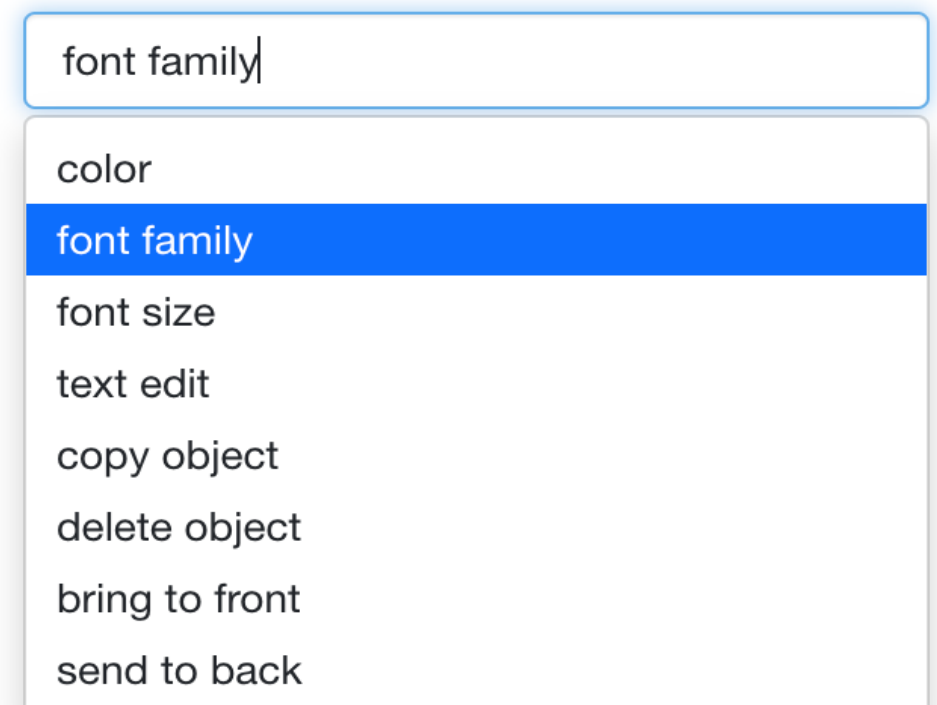 font family
color
font family
font size
text edit
copy object
delete object
bring to front
send to back